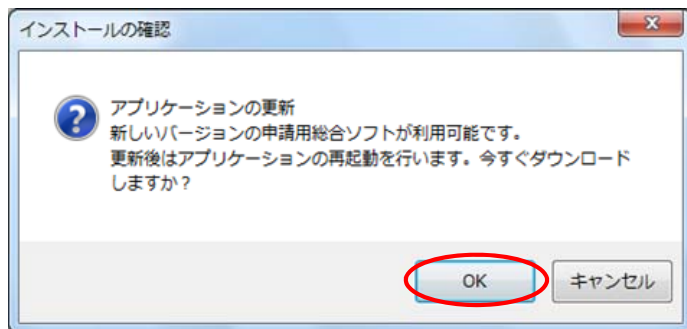 インストールの確認
アプリケーションの更新
新しいバージョンの申請用総合ソフトが利用可能です。
更新後はアプリケーションの再起動を行います。今すぐダウンロード
しますか？
OK
キャンセル